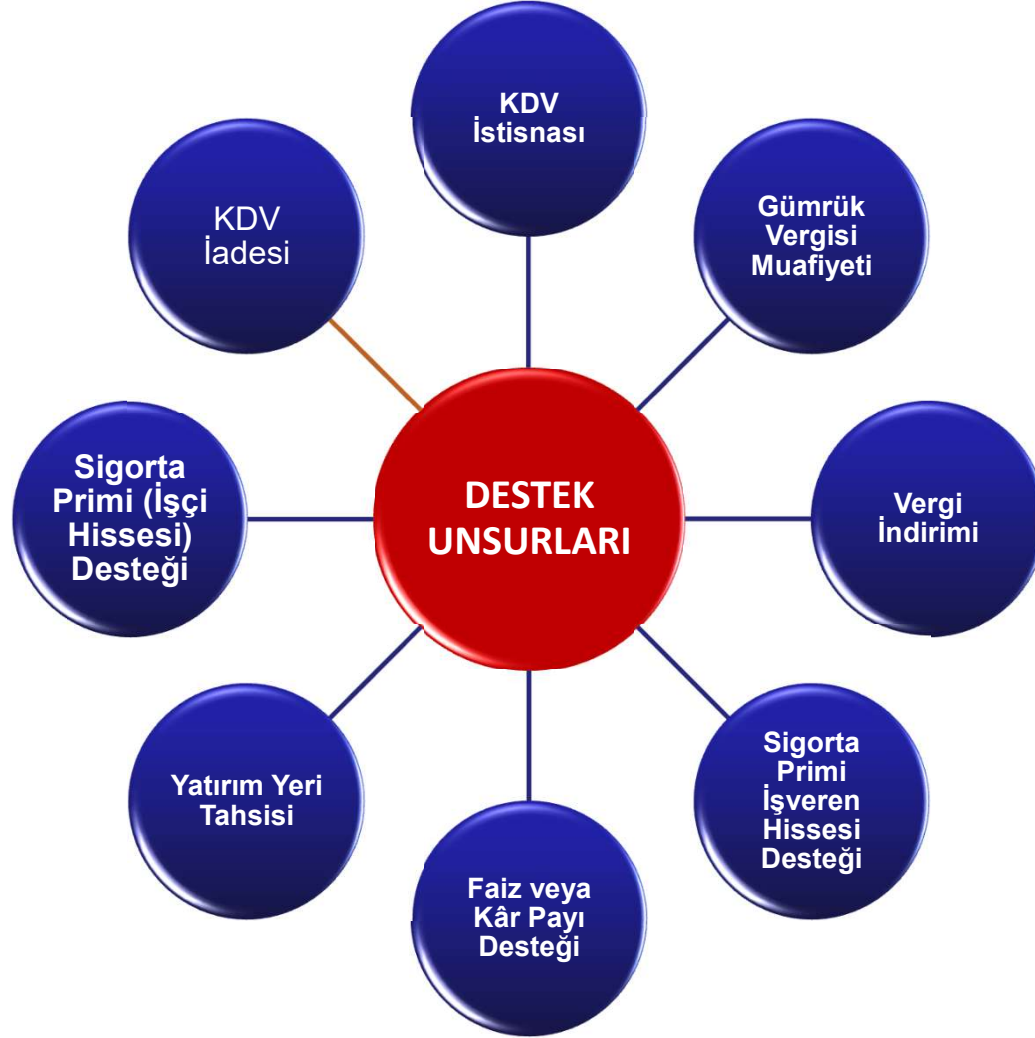 KDV
İstisnası
Gümrük
Vergisi
Muafiyeti
Vergi
İndirimi
Sigorta
Primi
İşveren
Hissesi
Desteği
Faiz veya
Kâr Payı
Desteği
Yatırım Yeri
Tahsisi
Sigorta
Primi (İşçi
Hissesi)
Desteği
KDV
İadesi
DESTEK
UNSURLARI